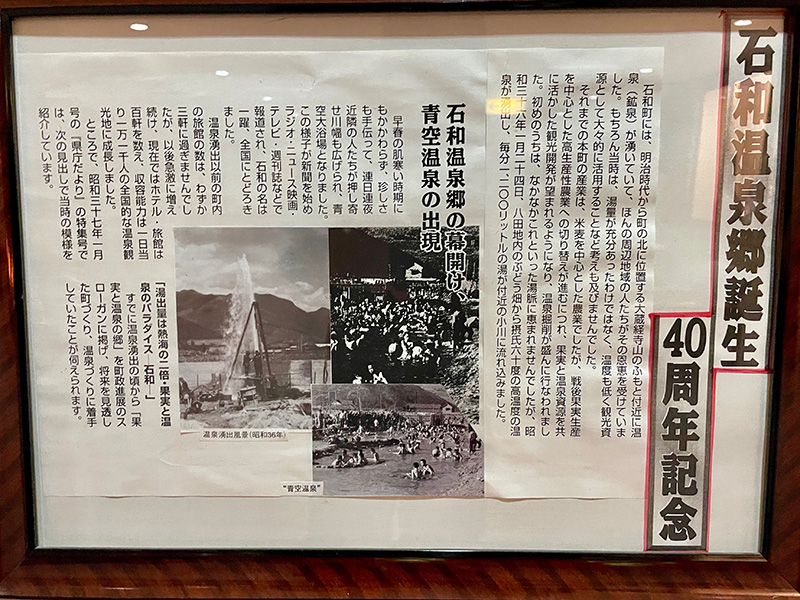 石和温泉郷誕生
40周年記念
石和町には、明治時代から町の北に位置する大蔵経寺山のふもと付近に温
泉(鉱泉)が湧いていて、ほんの周辺地域の人たちがその恩恵を受けていま
した。もちろん当時は、湯量が充分あったわけではなく、温度も低く観光資
源として大々的に活用することなど考えも及びませんでした。
それまでの本町の産業は、米麦を中心とした農業でしたが、戦後果実生産
を中心とした高生産性農業への切り替えが進むにつれ、果実と温泉資源を共
に活かした観光開発が望まれるようになり、温泉掘削が盛んに行なわれまし
た。初めのうちは、なかなかこれといった湯脈に恵まれませんでしたが、昭
和三十六年一月二十四日、八田地内のぶどう畑から摂氏六十度の高温度の温
泉が湧出し、毎分一、二〇〇リットルの湯が付近の小川に流れ込みました。
石和温泉郷の幕開け、
青空温泉の出現
早春の肌寒い時期に
もかかわらず、珍しさ
も手伝って、連日連夜
近隣の人たちが押し寄
せ川幅も広げられ、青
空大浴場となりました。
この様子が新聞を始め
ラジオ・ニュース映画・
テレビ・週刊誌などで
報道され、石和の名は
一躍、全国にとどろき
ました。
温泉湧出以前の町内
の旅館の数は、わずか
三軒に過ぎませんでし
たが、以後急激に増え
続け、現在ではホテル・旅館は
百軒を数え、収容能力は一日当
り一万一千人の全国的な温泉観
光地に成長しました。
ところで、昭和三十七年一月
号の「県庁だより」の特集号で
は、次の見出しで当時の模様を
紹介しています。
「湯出量は熱海の二倍・果実と温
泉のパラダイス―石和―」
すでに温泉湧出の頃から「果
実と温泉の郷」を町政進展のス
ローガンに掲げ、将来を見透し
た町づくり、温泉づくりに着手
していたことが伺えられます。
温泉湧出風景(昭和36年)
"青空温泉"